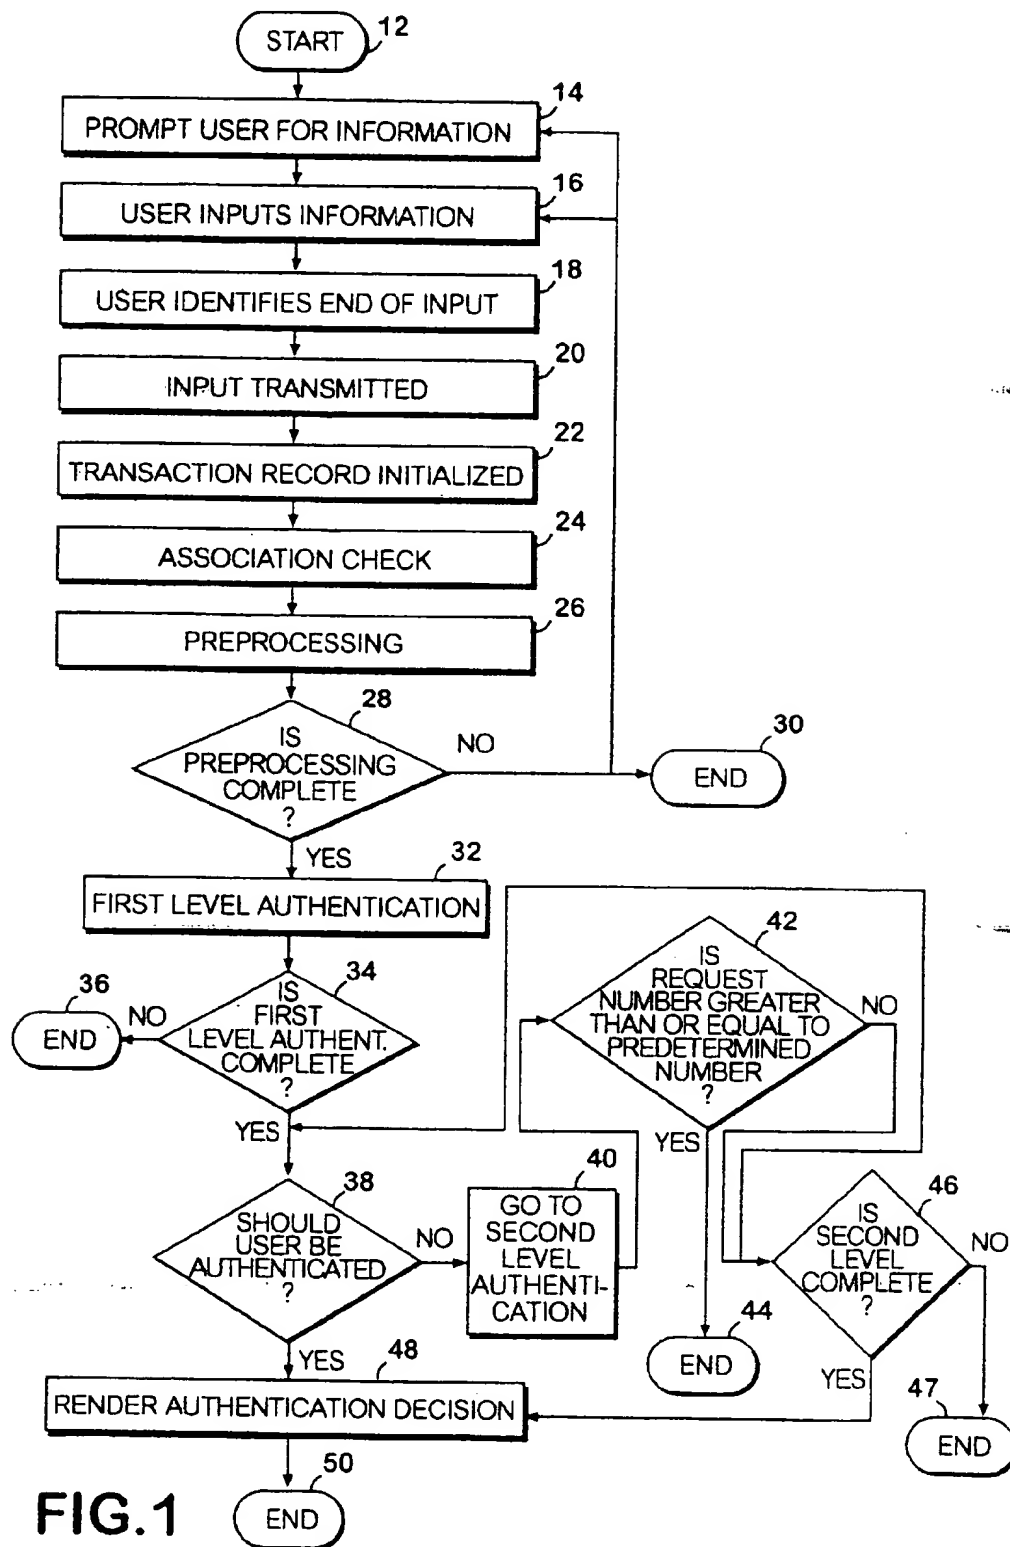 START
12
14
PROMPT USER FOR INFORMATION
16
USER INPUTS INFORMATION
18
USER IDENTIFIES END OF INPUT
20
INPUT TRANSMITTED
22
TRANSACTION RECORD INITIALIZED
24
ASSOCIATION CHECK
26
PREPROCESSING
28
IS
PREPROCESSING
COMPLETE
?
NO
30
END
YES
32
FIRST LEVEL AUTHENTICATION
34
IS
FIRST
LEVEL AUTHENT.
COMPLETE
?
NO
36
END
YES
38
SHOULD
USER BE
AUTHENTICATED
?
NO
40
GO TO
SECOND
LEVEL
AUTHENTI-
CATION
42
IS
REQUEST
NUMBER GREATER
THAN OR EQUAL TO
PREDETERMINED
NUMBER
?
NO
YES
44
END
46
IS
SECOND
LEVEL
COMPLETE
?
NO
YES
47
END
YES
48
RENDER AUTHENTICATION DECISION
50
END
FIG.1